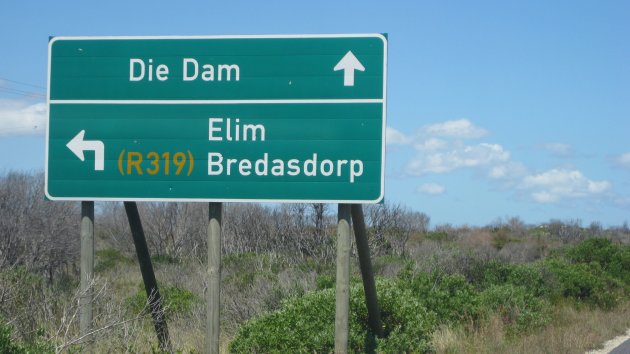 Die Dam
Elim
(R319) Bredasdorp